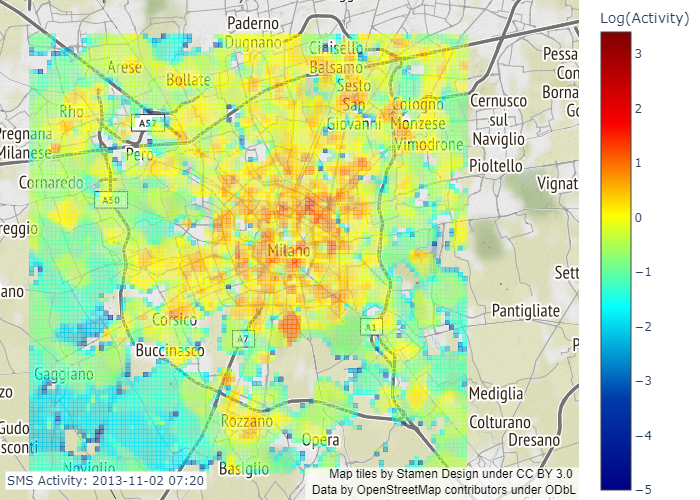 Paderno
Dugnano
Cinisello
Balsamo
Log(Activity)
Arese
Bollate
Sesto
San
Giovanni
Pessa
Con
Borna
Go
Rho
A52
Cologno
Monzese
Cernusco
sul
Naviglio
Pregnana
Milanese
Pero
Vimodrone
Pioltello
Cornaredo
A50
Vignat
reggio
Milano
Sett
ano
Pantigliate
Corsico
A7
A1
Buccinasco
P
Gaggiano
zo
Mediglia
Rozzano
Colturano
Gudo
sconti
Opera
Dresano
Noviglio
Basiglio
SMS Activity: 2013-11-02 07:20
Map tiles by Stamen Design under CC BY 3.0
Data by OpenStreetMap contributors under ODbL
3
2
1
0
−1
−2
−3
−4
−5